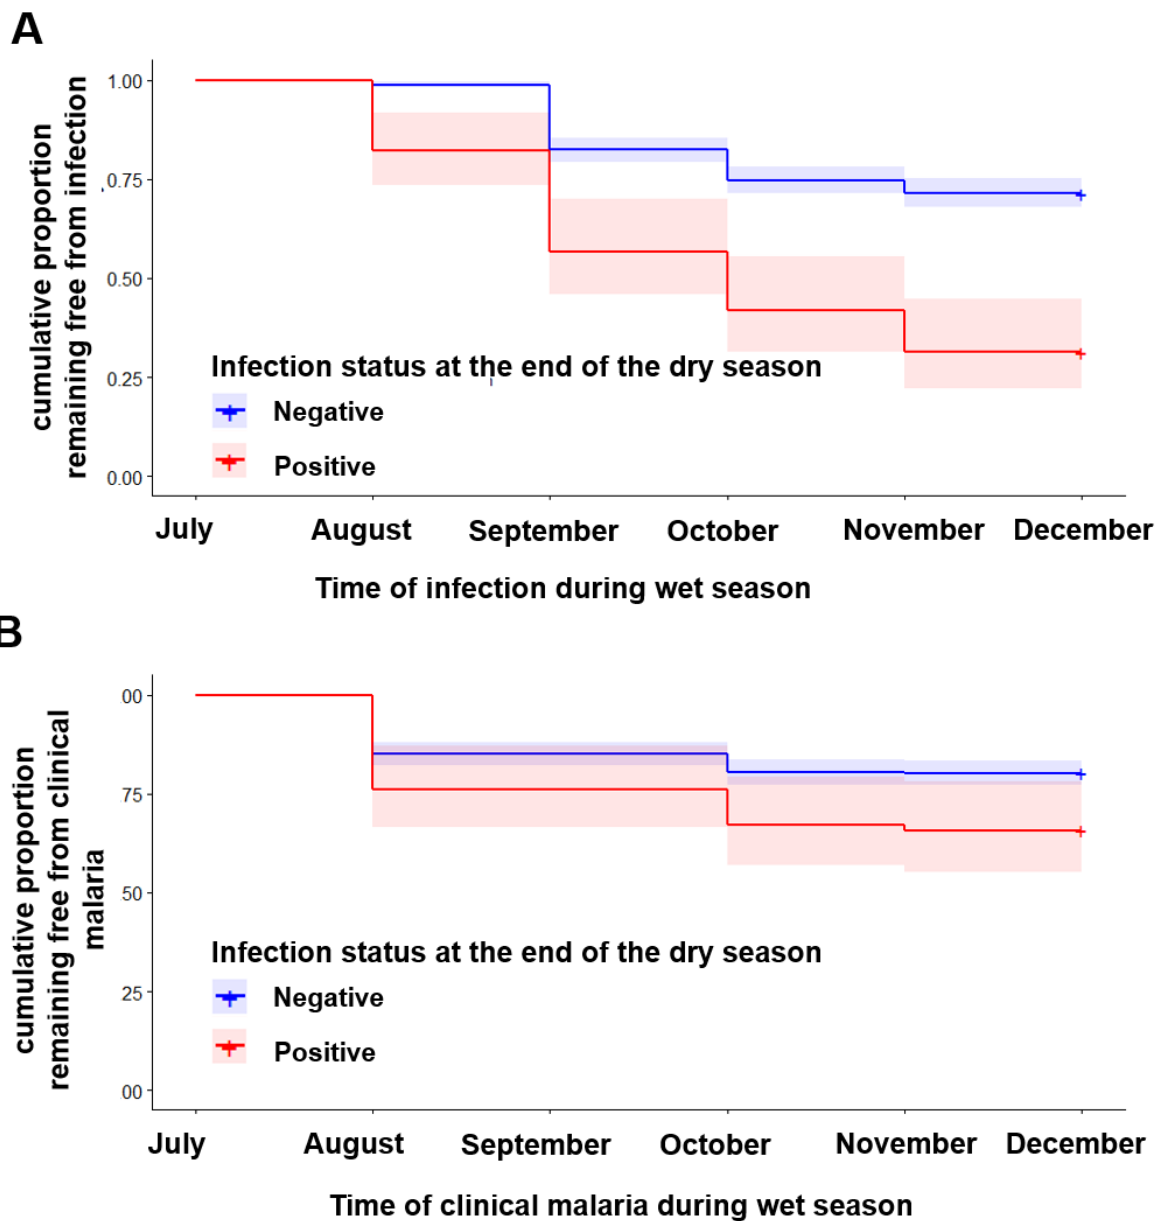 A
cumulative proportion
remaining free from infection
1.00
0.75
0.50
0.25
0.00
Infection status at the end of the dry season
Negative
Positive
July August September October November December
Time of infection during wet season
B
cumulative proportion
remaining free from clinical
malaria
00
75
50
25
00
Infection status at the end of the dry season
Negative
Positive
July August September October November December
Time of clinical malaria during wet season